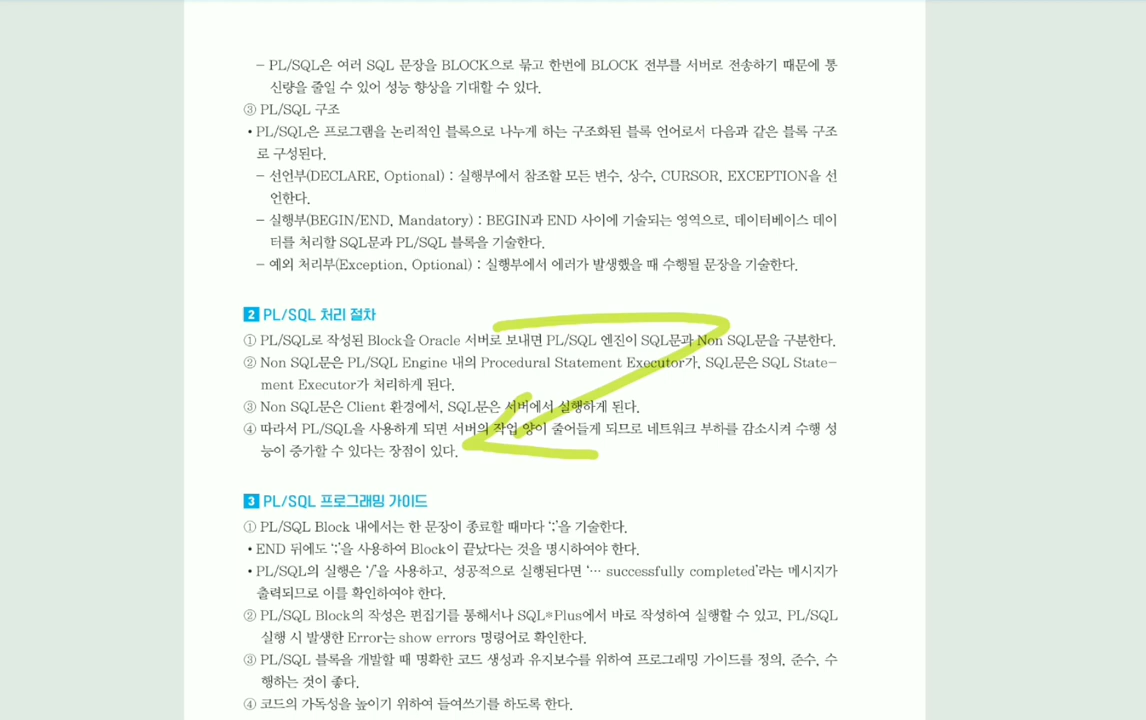 – PL/SQL은 여러 SQL 문장을 BLOCK으로 묶고 한번에 BLOCK 전부를 서버로 전송하기 때문에 통
신량을 줄일 수 있어 성능 향상을 기대할 수 있다.
③ PL/SQL 구조
• PL/SQL은 프로그램을 논리적인 블록으로 나누게 하는 구조화된 블록 언어로서 다음과 같은 블록 구조
로 구성된다.
– 선언부(DECLARE, Optional) : 실행부에서 참조할 모든 변수, 상수, CURSOR, EXCEPTION을 선
언한다.
– 실행부(BEGIN/END, Mandatory) : BEGIN과 END 사이에 기술되는 영역으로, 데이터베이스 데이
터를 처리할 SQL문과 PL/SQL 블록을 기술한다.
– 예외 처리부(Exception, Optional) : 실행부에서 에러가 발생했을 때 수행될 문장을 기술한다.
2 PL/SQL 처리 절차
① PL/SQL로 작성된 Block을 Oracle 서버로 보내면 PL/SQL 엔진이 SQL문과 Non SQL문을 구분한다.
② Non SQL문은 PL/SQL Engine 내의 Procedural Statement Executor가, SQL문은 SQL State-
ment Executor가 처리하게 된다.
③ Non SQL문은 Client 환경에서, SQL문은 서버에서 실행하게 된다.
④ 따라서 PL/SQL을 사용하게 되면 서버의 작업 양이 줄어들게 되므로 네트워크 부하를 감소시켜 수행 성
능이 증가할 수 있다는 장점이 있다.
3 PL/SQL 프로그래밍 가이드
① PL/SQL Block 내에서는 한 문장이 종료할 때마다 ‘;’을 기술한다.
• END 뒤에도 ‘;’을 사용하여 Block이 끝났다는 것을 명시하여야 한다.
• PL/SQL의 실행은 ‘/’을 사용하고, 성공적으로 실행된다면 ‘… successfully completed’라는 메시지가
출력되므로 이를 확인하여야 한다.
② PL/SQL Block의 작성은 편집기를 통해서나 SQL*Plus에서 바로 작성하여 실행할 수 있고, PL/SQL
실행 시 발생한 Error는 show errors 명령어로 확인한다.
③ PL/SQL 블록을 개발할 때 명확한 코드 생성과 유지보수를 위하여 프로그래밍 가이드를 정의, 준수, 수
행하는 것이 좋다.
④ 코드의 가독성을 높이기 위하여 들여쓰기를 하도록 한다.